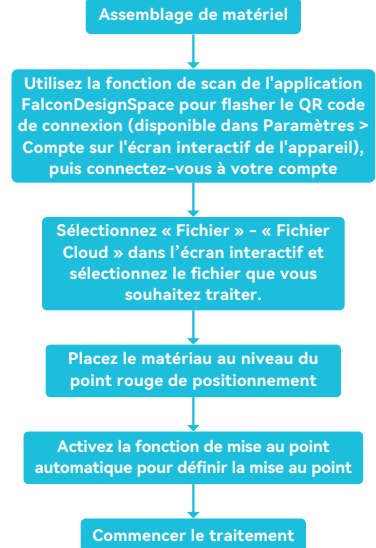 Assemblage de matériel
Utilisez la fonction de scan de l'application
FalconDesignSpace pour flasher le QR code
de connexion (disponible dans Paramètres >
Compte sur l'écran interactif de l'appareil),
puis connectez-vous à votre compte
Sélectionnez « Fichier » - « Fichier
Cloud » dans l’écran interactif et
sélectionnez le fichier que vous
souhaitez traiter.
Placez le matériau au niveau du
point rouge de positionnement
Activez la fonction de mise au point
automatique pour définir la mise au point
Commencer le traitement